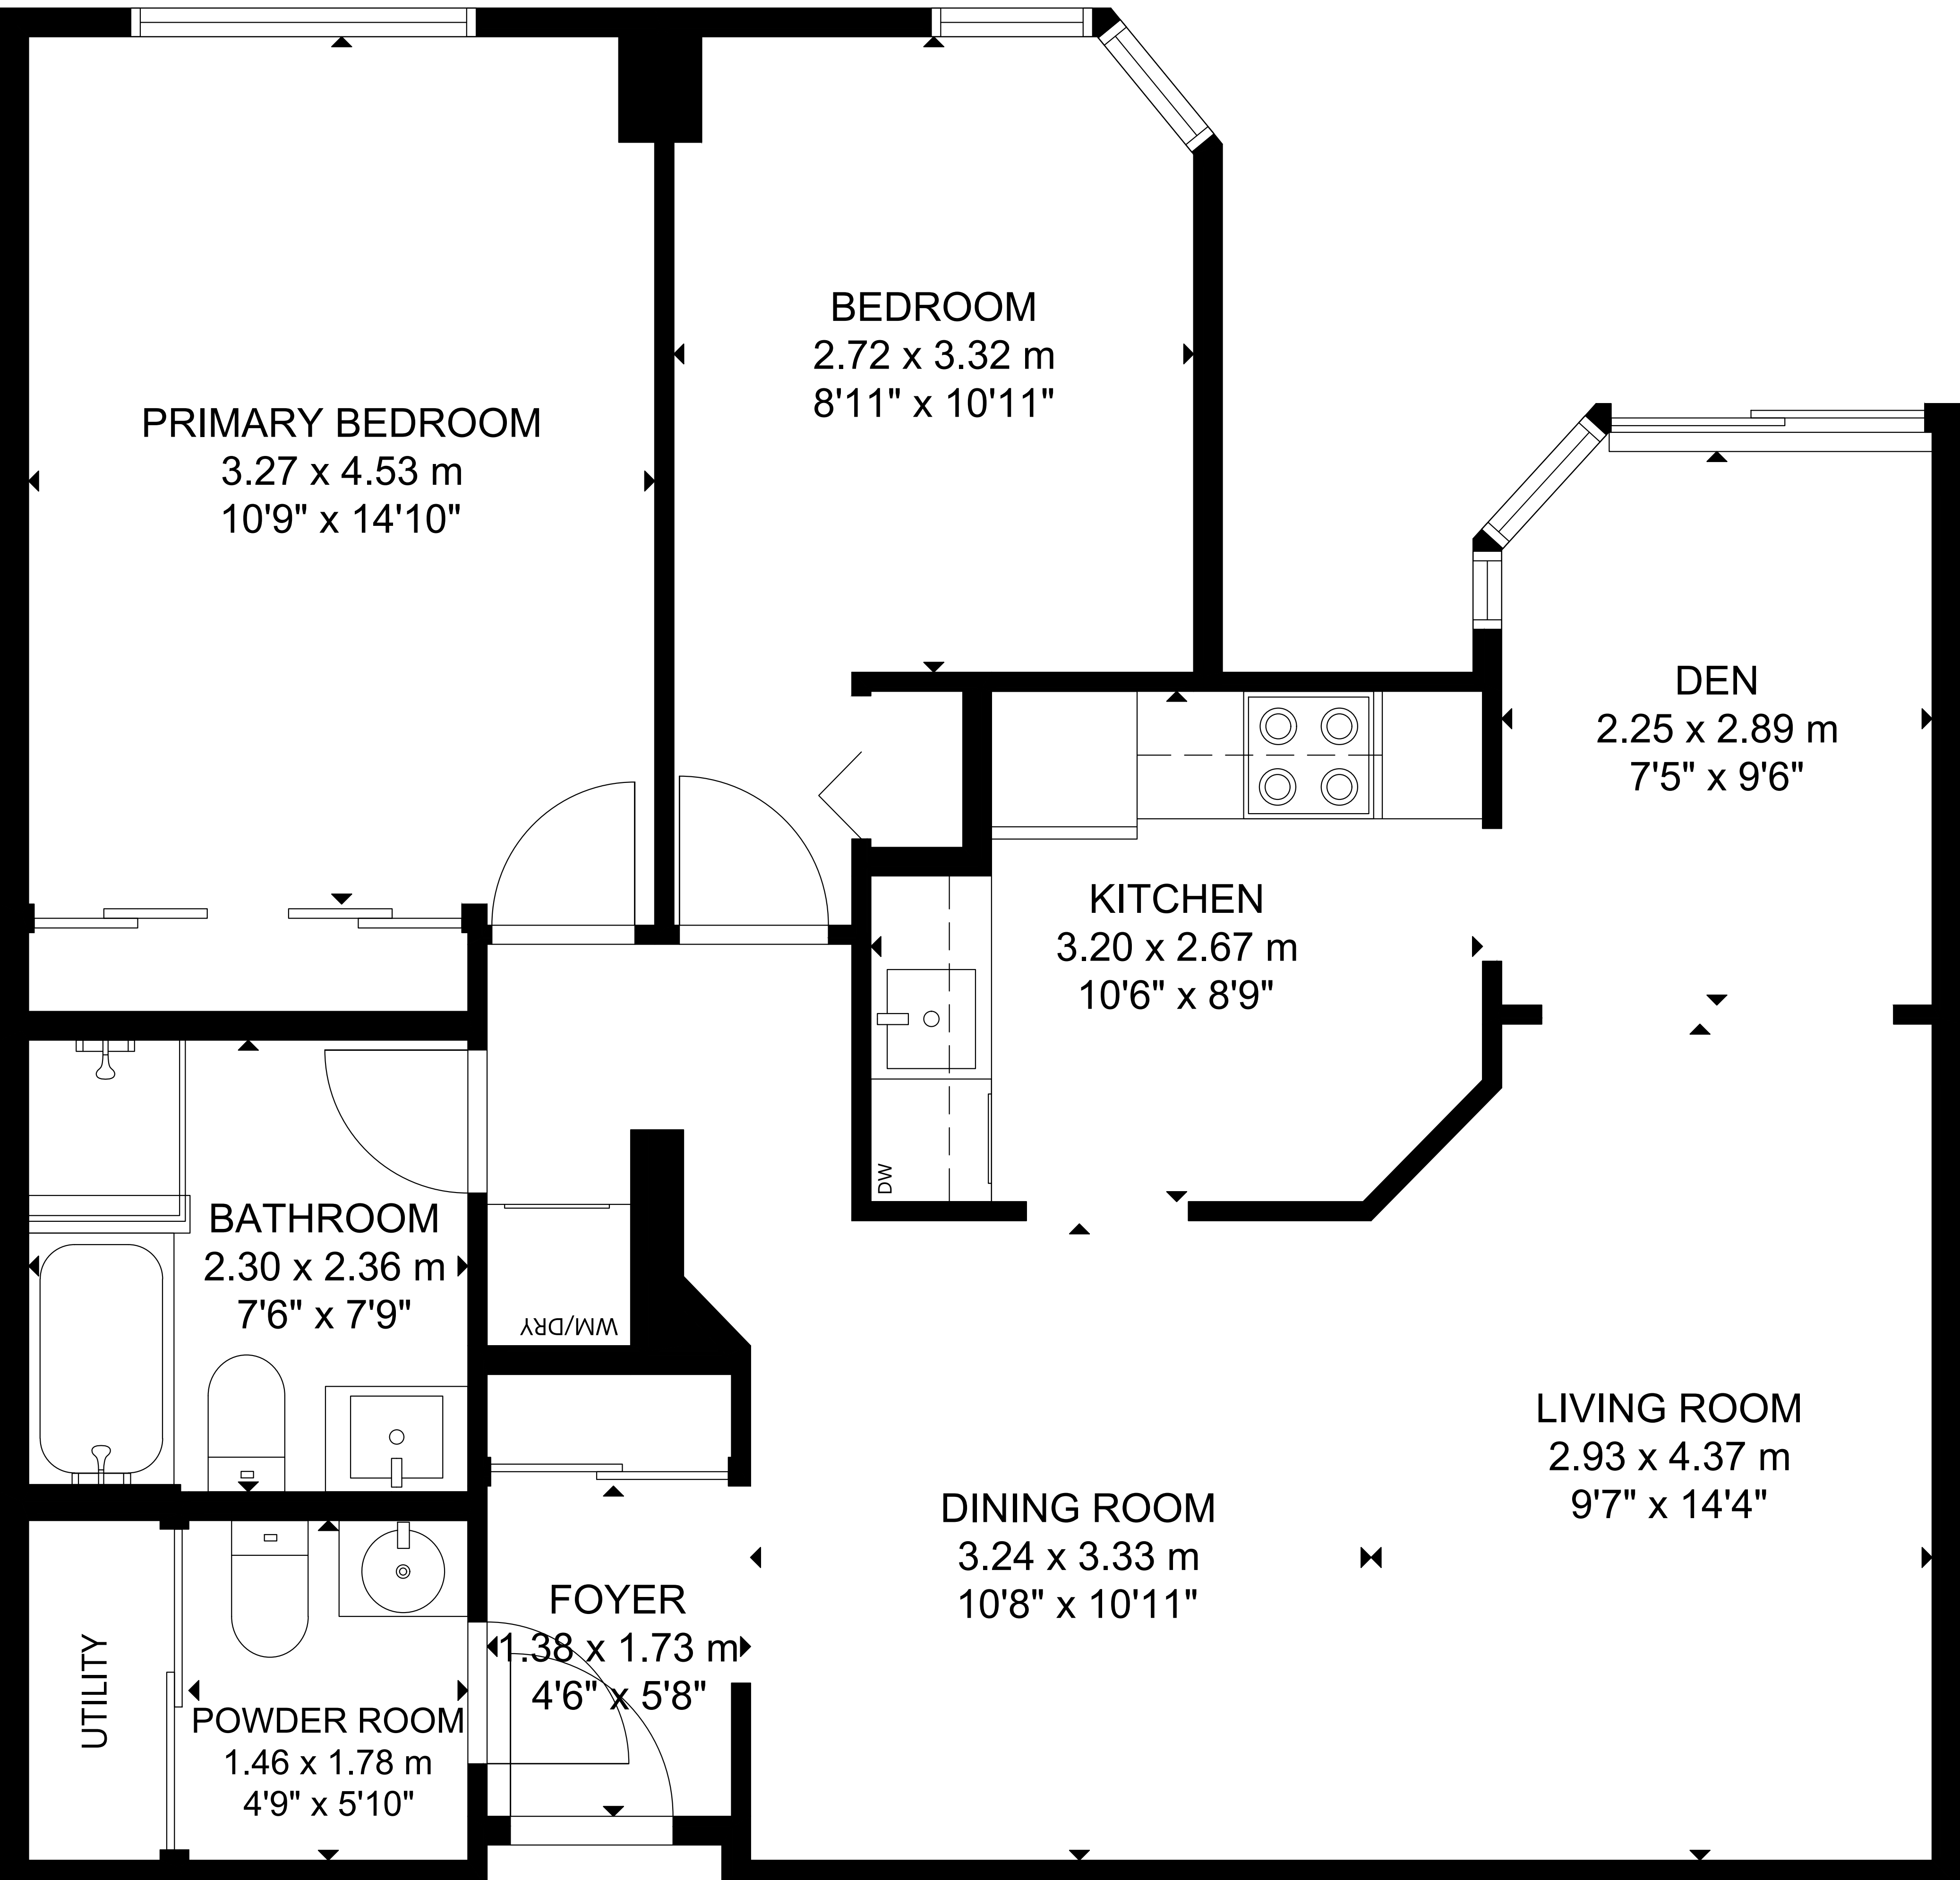 BEDROOM
2.72 x 3.32 m
8'11" x 10'11"
PRIMARY BEDROOM
3.27 x 4.53 m
10'9" x 14'10"
DEN
2.25 x 2.89 m
7'5" x 9'6"
KITCHEN
3.20 x 2.67 m
10'6" x 8'9"
DW
BATHROOM
2.30 x 2.36 m
7'6" x 7'9"
WM/DRY
LIVING ROOM
2.93 x 4.37 m
9'7" x 14'4"
DINING ROOM
3.24 x 3.33 m
10'8" x 10'11"
FOYER
1.38 x 1.73 m
4'6" x 5'8"
UTILITY
POWDER ROOM
1.46 x 1.78 m
4'9" x 5'10"